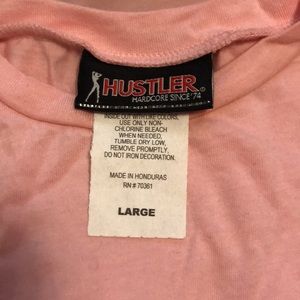 HUSTLER®
HARDCORE SINCE '74
INSIDE OUT WITH LIKE COLORS,
USE ONLY NON-
CHLORINE BLEACH
WHEN NEEDED,
TUMBLE DRY LOW,
REMOVE PROMPTLY,
DO NOT IRON DECORATION.
MADE IN HONDURAS
RN # 70361
LARGE